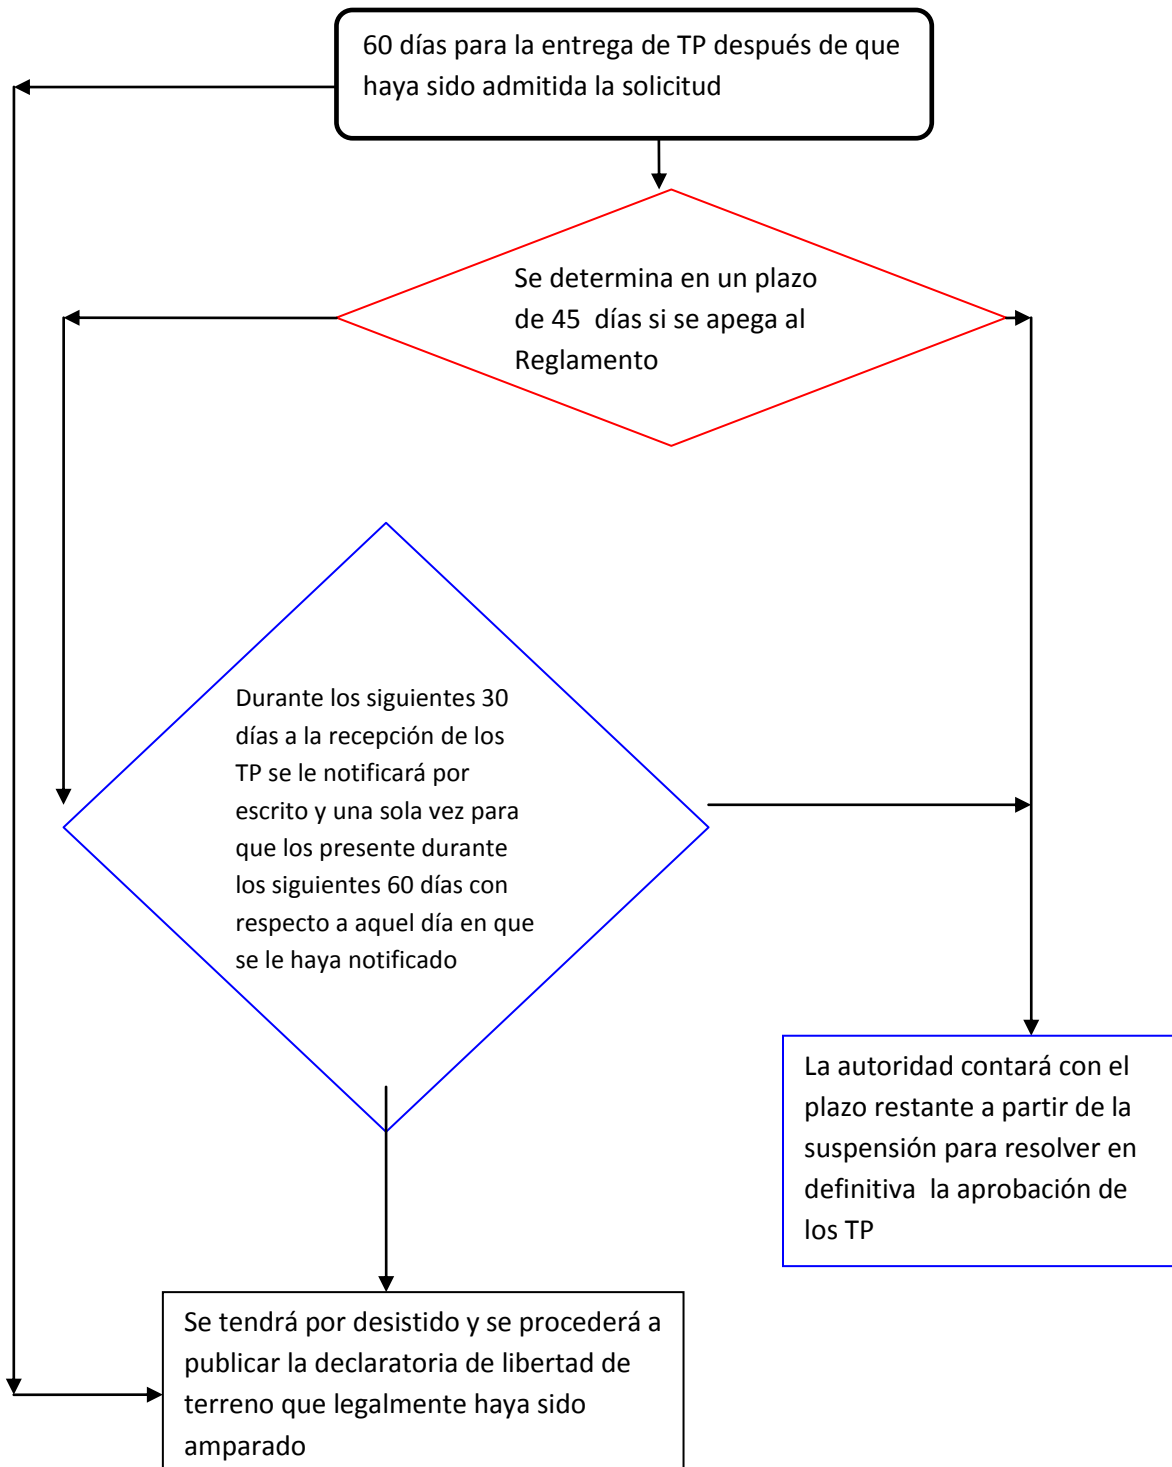 60 días para la entrega de TP después de que
haya sido admitida la solicitud
Se determina en un plazo
de 45  días si se apega al
Reglamento
Durante los siguientes 30
días a la recepción de los
TP se le notificará por
escrito y una sola vez para
que los presente durante
los siguientes 60 días con
respecto a aquel día en que
se le haya notificado
La autoridad contará con el
plazo restante a partir de la
suspensión para resolver en
definitiva  la aprobación de
los TP
Se tendrá por desistido y se procederá a
publicar la declaratoria de libertad de
terreno que legalmente haya sido
amparado